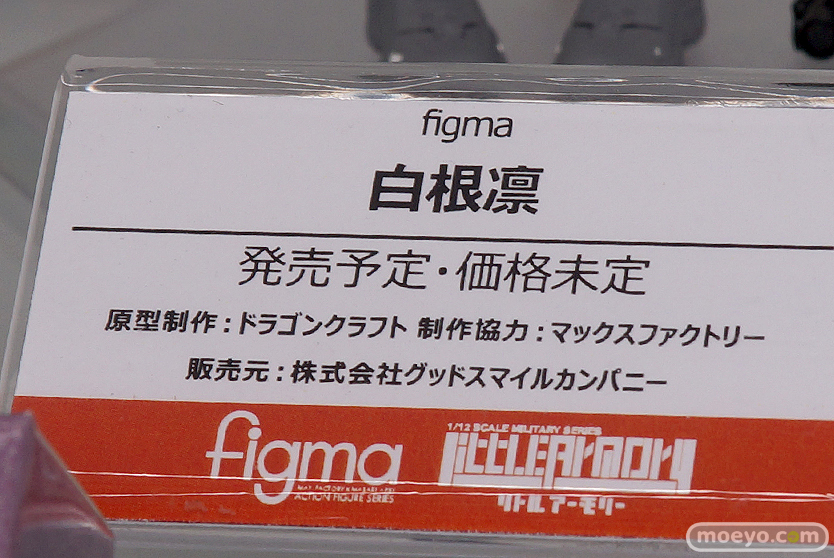 figma
白根凛
発売予定・価格未定
原型制作：ドラゴンクラフト 制作協力：マックスファクトリー
販売元：株式会社グッドスマイルカンパニー
figma
ACTION FIGURE SERIES
1/12 SCALE MILITARY SERIES
LITTLEARMORY
リトルアーモリー
moeyo.com